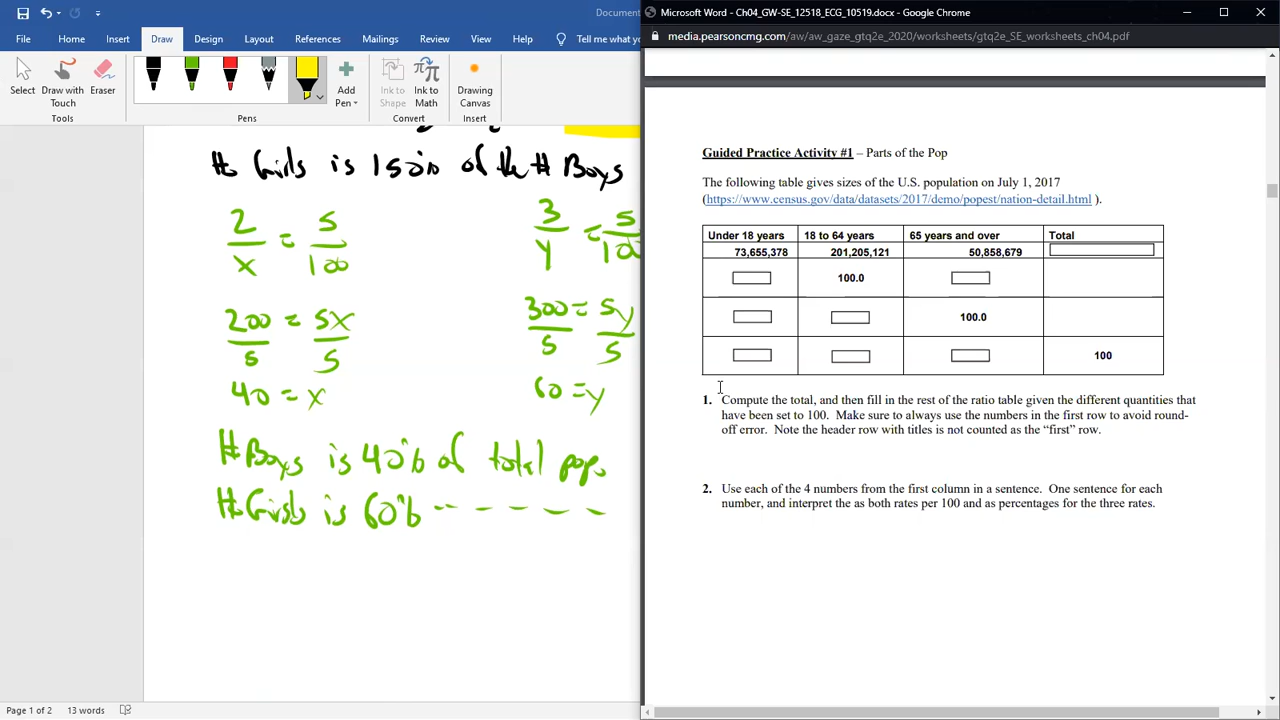 Document
Microsoft Word - Ch04_GW-SE_12518_ECG_10519.docx - Google Chrome
File Home Insert Draw Design Layout References Mailings Review View Help Tell me what
media.pearsoncmg.com/aw/aw_gaze_gtq2e_2020/worksheets/gtq2e_SE_worksheets_ch04.pdf
Select
Draw with Touch
Eraser
Add Pen
Ink to Shape
Ink to Math
Drawing Canvas
Tools Pens Convert Insert
# Girls is 150% of the # Boys
2/x = 5/100
3/y = 5/10
200/5 = 5x/5
300/5 = 5y/5
40 = x
60 = y
# Boys is 40% of total pop
# Girls is 60% - - - - - -
Page 1 of 2 13 words
Guided Practice Activity #1 – Parts of the Pop
The following table gives sizes of the U.S. population on July 1, 2017
(https://www.census.gov/data/datasets/2017/demo/popest/nation-detail.html ).
Under 18 years 18 to 64 years 65 years and over Total
73,655,378 201,205,121 50,858,679
100.0
100.0
100
1. Compute the total, and then fill in the rest of the ratio table given the different quantities that
have been set to 100. Make sure to always use the numbers in the first row to avoid round-
off error. Note the header row with titles is not counted as the “first” row.
2. Use each of the 4 numbers from the first column in a sentence. One sentence for each
number, and interpret the as both rates per 100 and as percentages for the three rates.